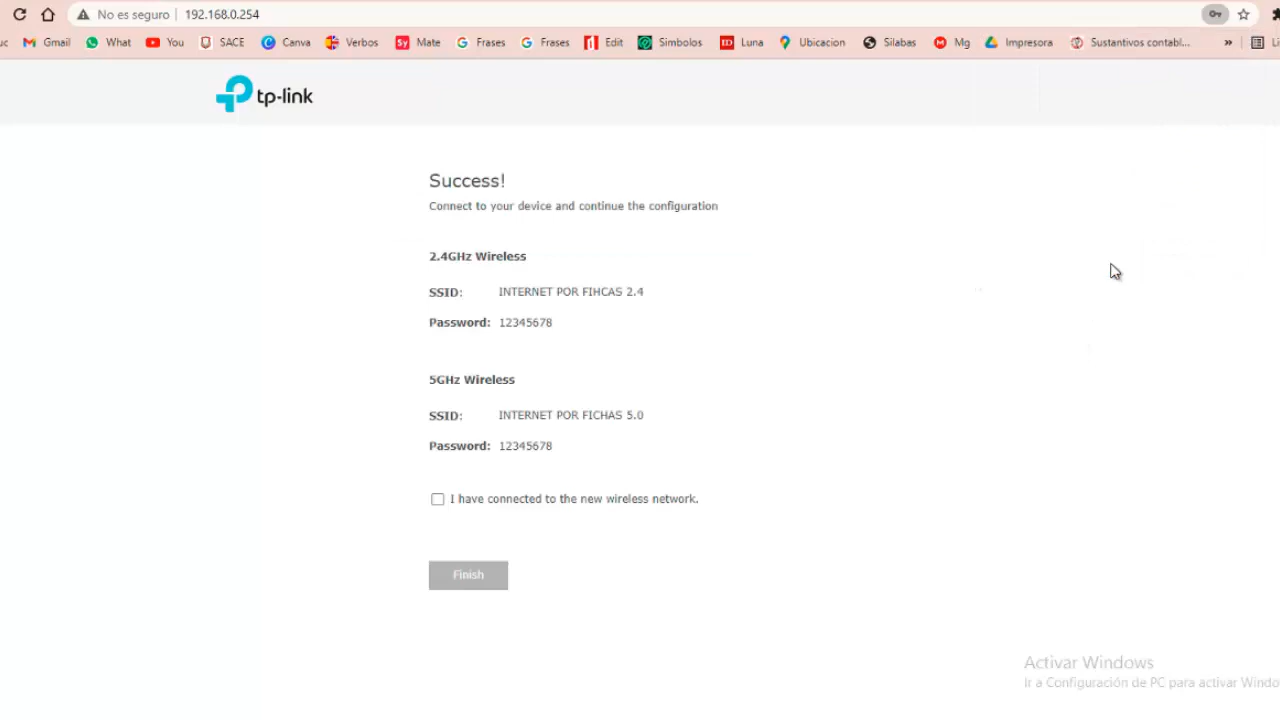 No es seguro | 192.168.0.254
uc Gmail What You SACE Canva Verbos Mate Frases Frases Edit Simbolos Luna Ubicacion Silabas Mg Impresora Sustantivos contabl... » Li
tp-link
Success!
Connect to your device and continue the configuration
2.4GHz Wireless
SSID: INTERNET POR FIHCAS 2.4
Password: 12345678
5GHz Wireless
SSID: INTERNET POR FICHAS 5.0
Password: 12345678
I have connected to the new wireless network.
Finish
Activar Windows
Ir a Configuración de PC para activar Windo